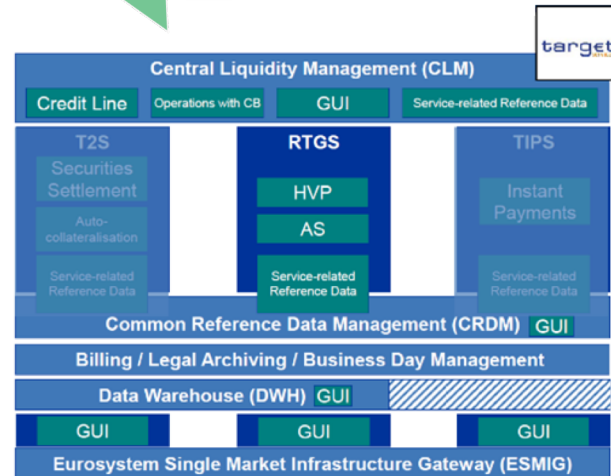 target
Central Liquidity Management (CLM)
Credit Line
Operations with CB
GUI
Service-related Reference Data
T2S
Securities
Settlement
Auto-
collateralisation
Service-related
Reference Data
RTGS
HVP
AS
Service-related
Reference Data
TIPS
Instant
Payments
Service-related
Reference Data
Common Reference Data Management (CRDM) GUI
Billing / Legal Archiving / Business Day Management
Data Warehouse (DWH) GUI
GUI
GUI
GUI
Eurosystem Single Market Infrastructure Gateway (ESMIG)